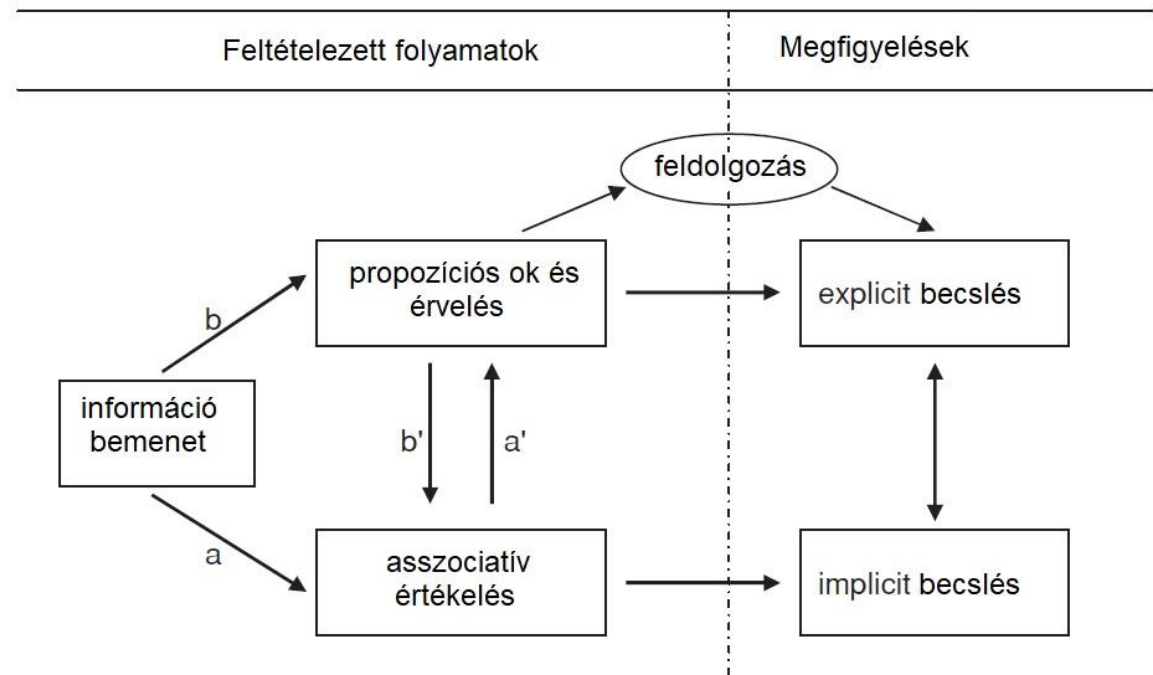 Feltételezett folyamatok
Megfigyelések
feldolgozás
propozíciós ok és
érvelés
explicit becslés
b
információ
bemenet
b'
a'
a
asszociatív
értékelés
implicit becslés